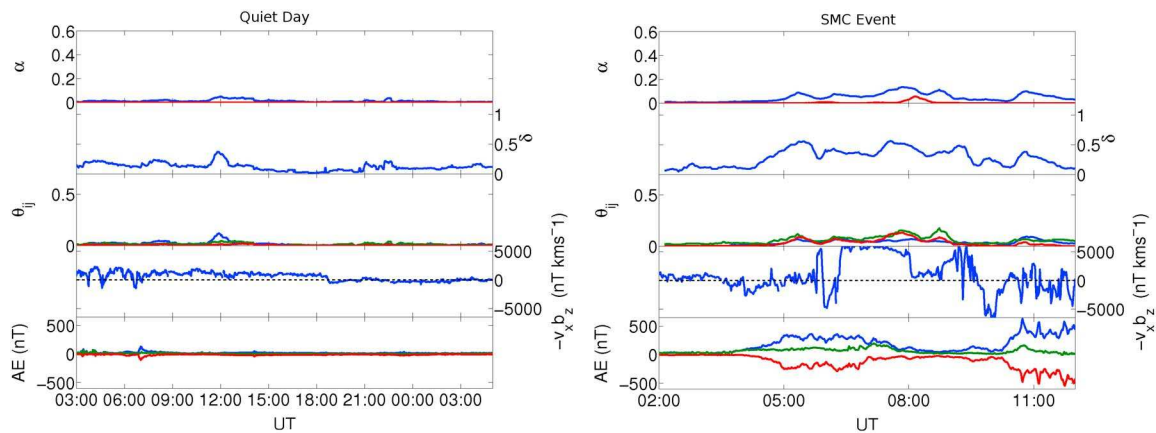 Quiet Day
0.6
0.4
0.2
0
α
1
0.5
0
δ
0.5
0
θij
5000
0
−5000
−vxbz (nT kms−1)
500
0
−500
AE (nT)
03:00 06:00 09:00 12:00 15:00 18:00 21:00 00:00 03:00
UT
SMC Event
0.6
0.4
0.2
0
α
1
0.5
0
δ
0.5
0
θij
5000
0
−5000
−vxbz (nT kms−1)
500
0
−500
AE (nT)
02:00 05:00 08:00 11:00
UT